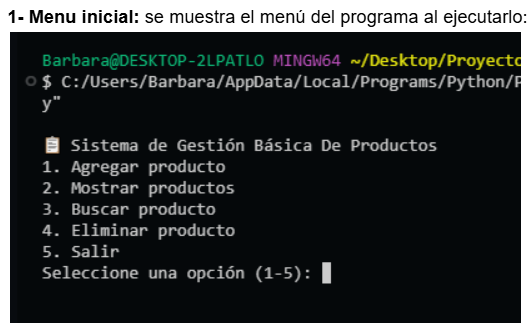 1- Menu inicial: se muestra el menú del programa al ejecutarlo:
Barbara@DESKTOP-2LPATLO MINGW64 ~/Desktop/Proyecto
$ C:/Users/Barbara/AppData/Local/Programs/Python/P
y"
📋 Sistema de Gestión Básica De Productos
1. Agregar producto
2. Mostrar productos
3. Buscar producto
4. Eliminar producto
5. Salir
Seleccione una opción (1-5):